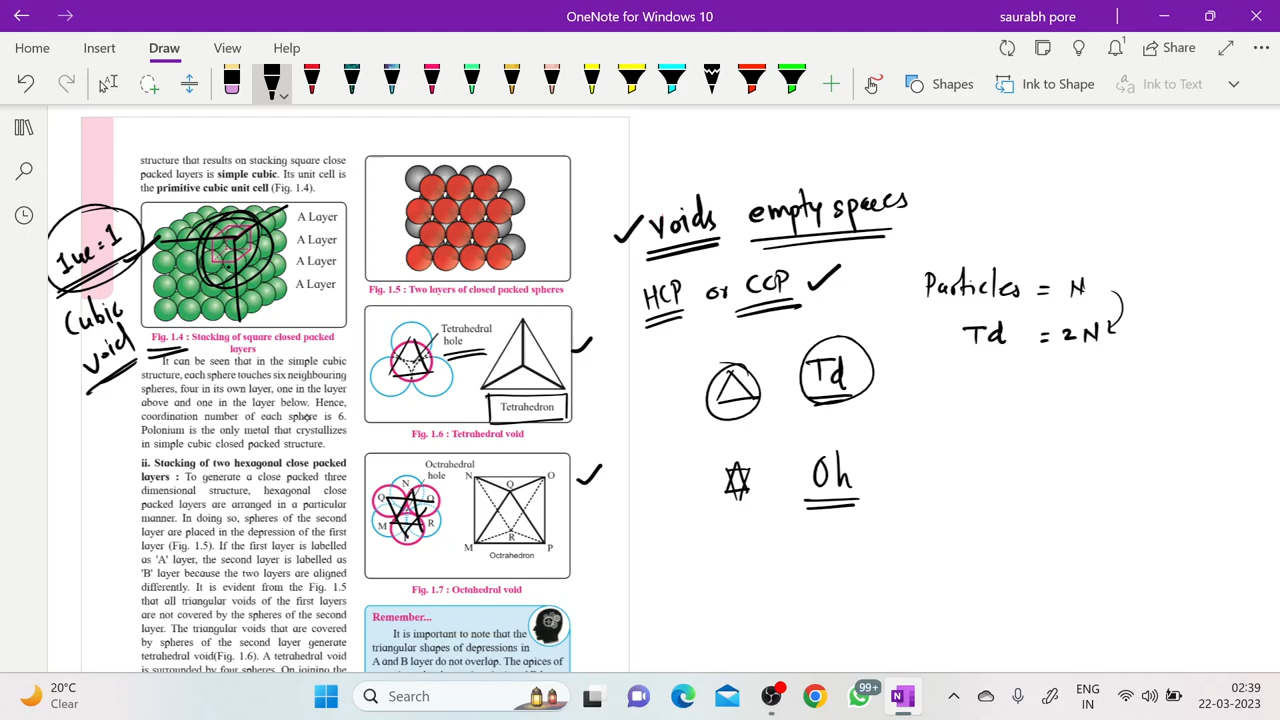 OneNote for Windows 10
saurabh pore
Home Insert Draw View Help
Share
Shapes
Ink to Shape
Ink to Text
structure that results on stacking square close
packed layers is simple cubic. Its unit cell is
the primitive cubic unit cell (Fig. 1.4).
A Layer
A Layer
A Layer
A Layer
1uc = 1
Cubic
void
Fig. 1.4 : Stacking of square closed packed
layers
It can be seen that in the simple cubic
structure, each sphere touches six neighbouring
spheres, four in its own layer, one in the layer
above and one in the layer below. Hence,
coordination number of each sphere is 6.
Polonium is the only metal that crystallizes
in simple cubic closed packed structure.
ii. Stacking of two hexagonal close packed
layers : To generate a close packed three
dimensional structure, hexagonal close
packed layers are arranged in a particular
manner. In doing so, spheres of the second
layer are placed in the depression of the first
layer (Fig. 1.5). If the first layer is labelled
as 'A' layer, the second layer is labelled as
'B' layer because the two layers are aligned
differently. It is evident from the Fig. 1.5
that all triangular voids of the first layers
are not covered by the spheres of the second
layer. The triangular voids that are covered
by spheres of the second layer generate
tetrahedral void(Fig. 1.6). A tetrahedral void
is surrounded by four spheres. On joining the
Fig. 1.5 : Two layers of closed packed spheres
Tetrahedral
hole
Tetrahedron
Fig. 1.6 : Tetrahedral void
Octahedral
hole
N
Q
O
M
R
N
O
Q
R
M
P
Octahedron
Fig. 1.7 : Octahedral void
Remember...
It is important to note that the
triangular shapes of depressions in
A and B layer do not overlap. The apices of
voids empty spaces
HCP or CCP
Td
Oh
Particles = N
Td = 2N
20°C
Clear
Search
99+
ENG
IN
02:39
22-03-2023